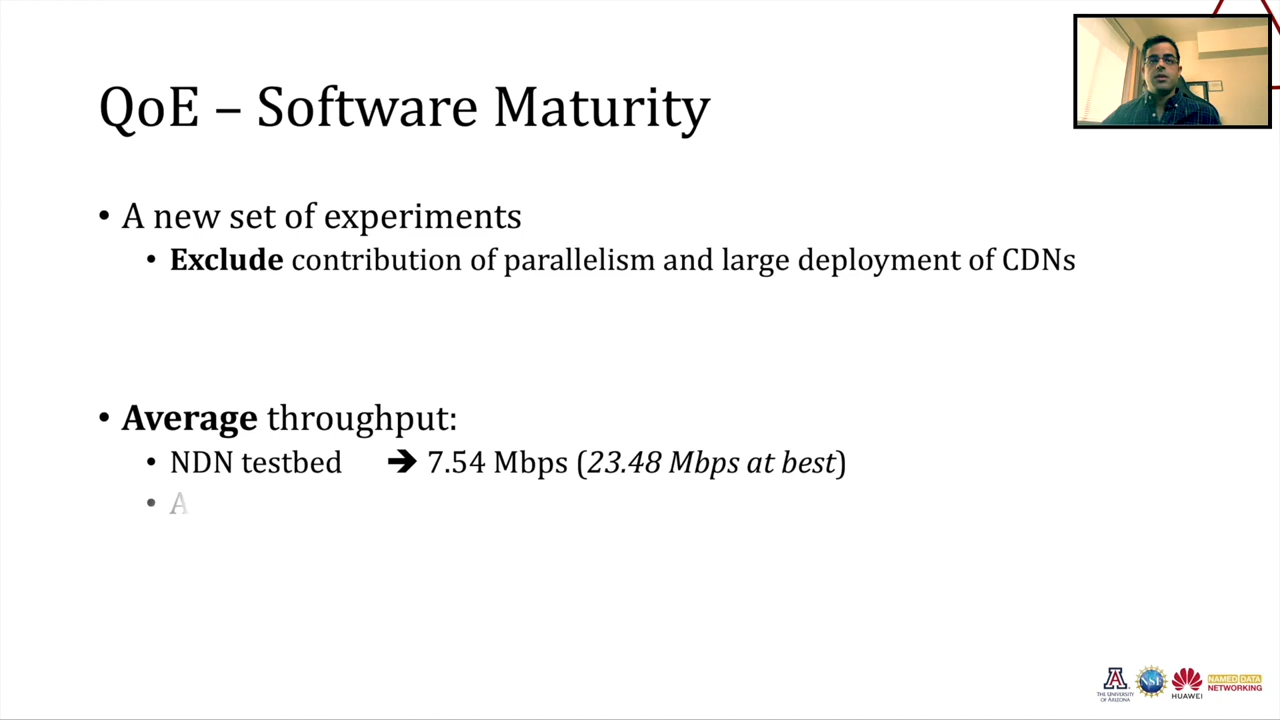 QoE – Software Maturity
• A new set of experiments
• Exclude contribution of parallelism and large deployment of CDNs
• Average throughput:
• NDN testbed ➔ 7.54 Mbps (23.48 Mbps at best)
• A
A
THE UNIVERSITY
OF ARIZONA
NSF
HUAWEI
NAMED DATA
NETWORKING